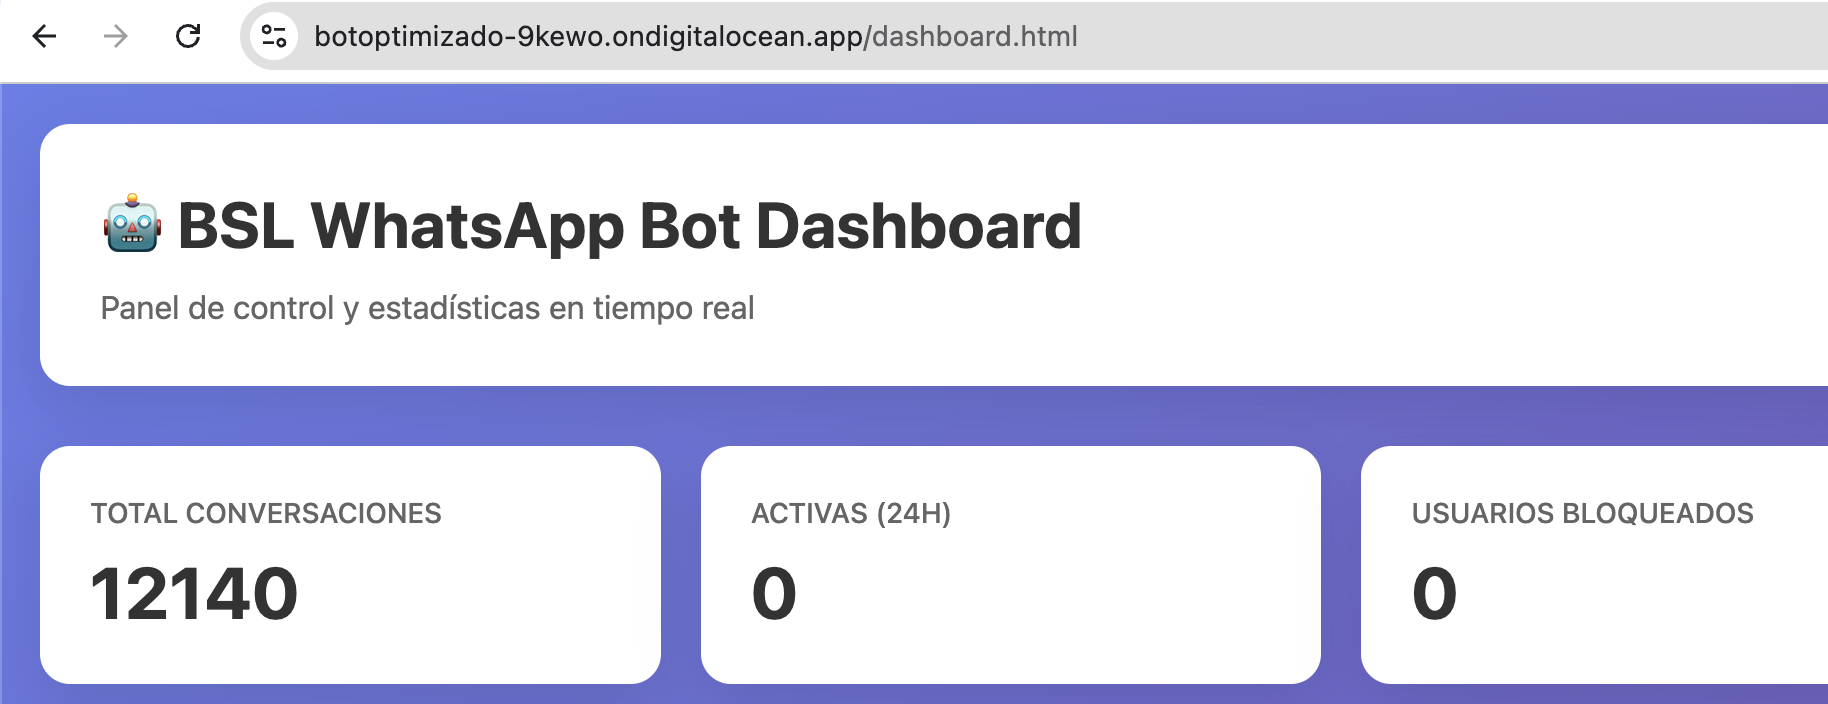 botoptimizado-9kewo.ondigitalocean.app/dashboard.html
BSL WhatsApp Bot Dashboard
Panel de control y estadísticas en tiempo real
TOTAL CONVERSACIONES
12140
ACTIVAS (24H)
0
USUARIOS BLOQUEADOS
0